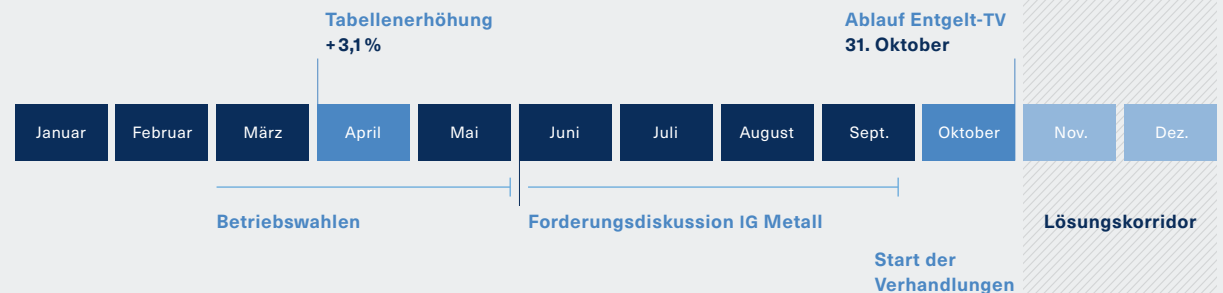 Tabellenerhöhung
+3,1 %
Ablauf Entgelt-TV
31. Oktober
Januar Februar März April Mai Juni Juli August Sept. Oktober Nov. Dez.
Betriebswahlen Forderungsdiskussion IG Metall Lösungskorridor
Start der
Verhandlungen